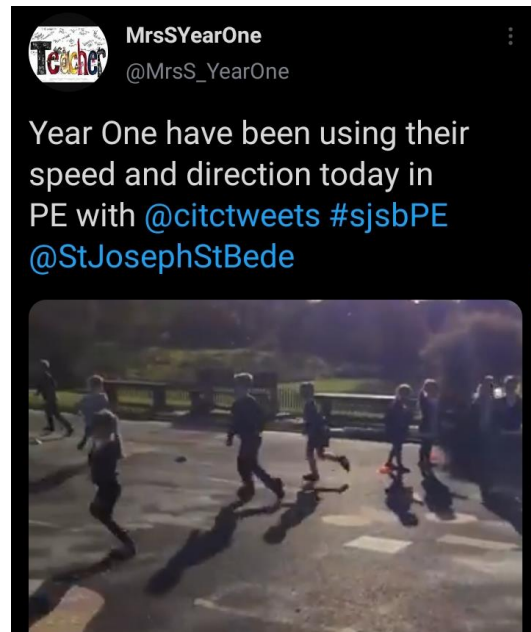 Teacher
MrsSYearOne
@MrsS_YearOne
Year One have been using their
speed and direction today in
PE with @citctweets #sjsbPE
@StJosephStBede